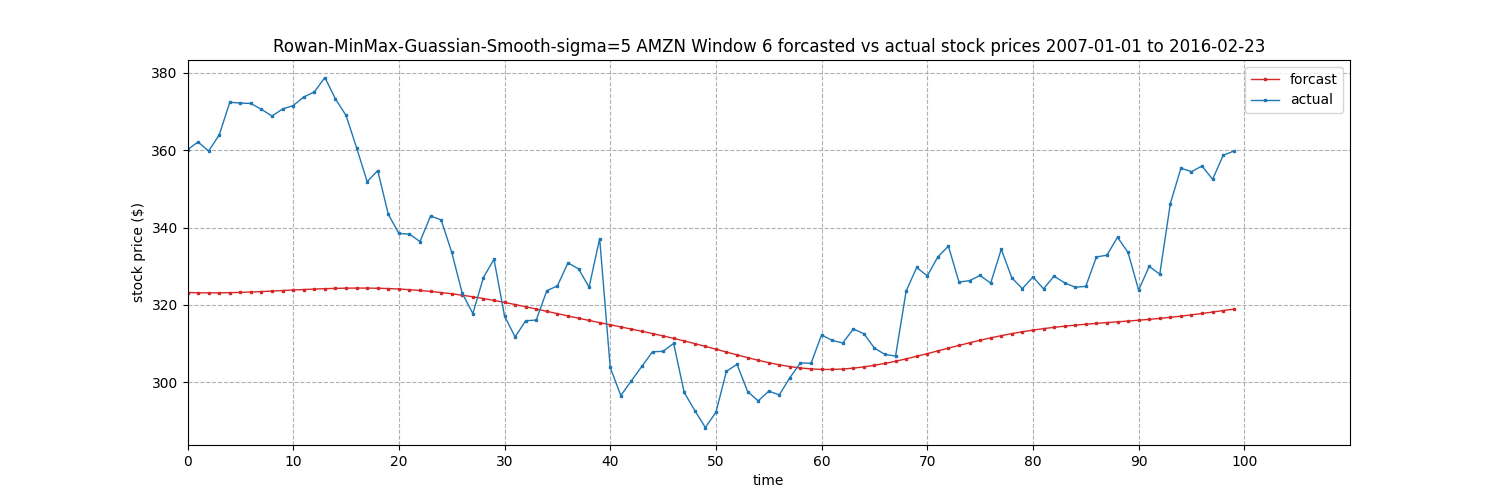 Rowan-MinMax-Guassian-Smooth-sigma=5 AMZN Window 6 forcasted vs actual stock prices 2007-01-01 to 2016-02-23
forcast
actual
stock price ($)
380
360
340
320
300
0 10 20 30 40 50 60 70 80 90 100
time